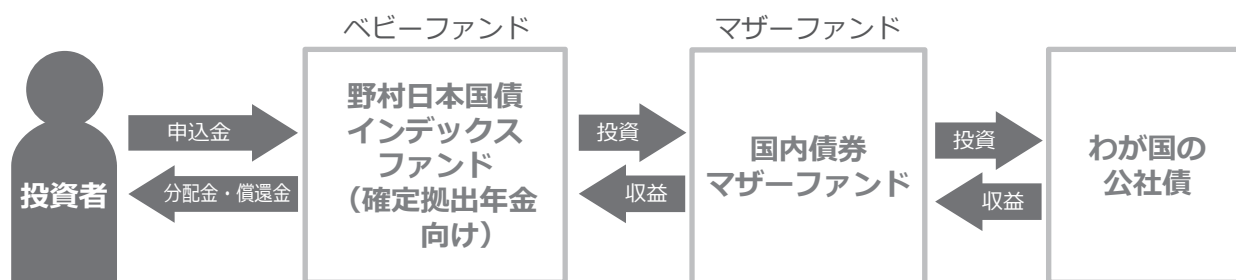 ベビーファンド
マザーファンド
投資者
申込金
分配金・償還金
野村日本国債
インデックス
ファンド
（確定拠出年金
向け）
投資
収益
国内債券
マザーファンド
投資
収益
わが国の
公社債